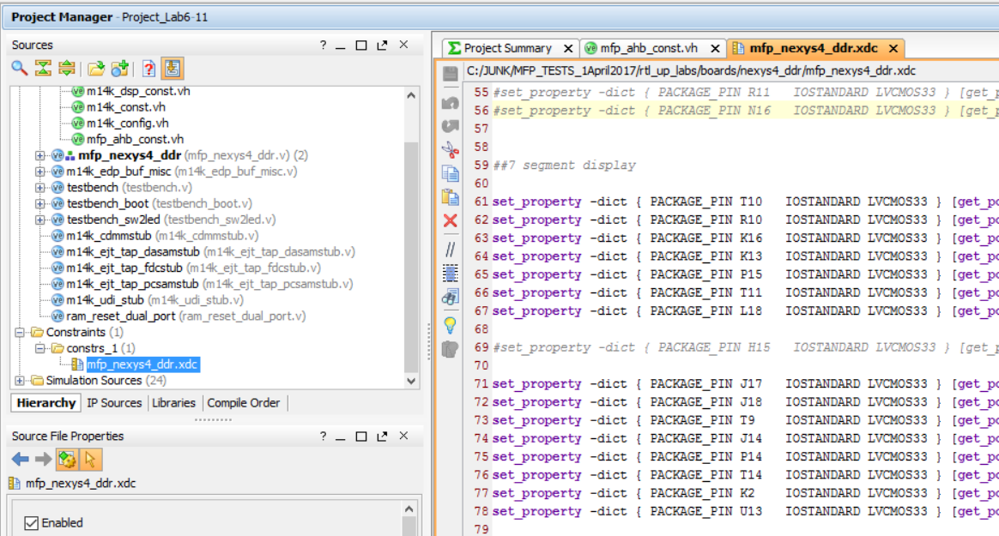 Project Manager - Project_Lab6-11
Sources
m14k_dsp_const.vh
m14k_const.vh
m14k_config.vh
mfp_ahb_const.vh
mfp_nexys4_ddr (mfp_nexys4_ddr.v) (2)
m14k_edp_buf_misc (m14k_edp_buf_misc.v)
testbench (testbench.v)
testbench_boot (testbench_boot.v)
testbench_sw2led (testbench_sw2led.v)
m14k_cdmmstub (m14k_cdmmstub.v)
m14k_ejt_tap_dasamstub (m14k_ejt_tap_dasamstub.v)
m14k_ejt_tap_fdcstub (m14k_ejt_tap_fdcstub.v)
m14k_ejt_tap_pcsamstub (m14k_ejt_tap_pcsamstub.v)
m14k_udi_stub (m14k_udi_stub.v)
ram_reset_dual_port (ram_reset_dual_port.v)
Constraints (1)
constrs_1 (1)
mfp_nexys4_ddr.xdc
Simulation Sources (24)
Hierarchy IP Sources Libraries Compile Order
Source File Properties
mfp_nexys4_ddr.xdc
Enabled
Project Summary mfp_ahb_const.vh mfp_nexys4_ddr.xdc
C:/JUNK/MFP_TESTS_1April2017/rtl_up_labs/boards/nexys4_ddr/mfp_nexys4_ddr.xdc
55 #set_property -dict { PACKAGE_PIN R11 IOSTANDARD LVCMOS33 } [get_p
56 #set_property -dict { PACKAGE_PIN N16 IOSTANDARD LVCMOS33 } [get_p
57
58
59 ##7 segment display
60
61 set_property -dict { PACKAGE_PIN T10 IOSTANDARD LVCMOS33 } [get_po
62 set_property -dict { PACKAGE_PIN R10 IOSTANDARD LVCMOS33 } [get_po
63 set_property -dict { PACKAGE_PIN K16 IOSTANDARD LVCMOS33 } [get_po
64 set_property -dict { PACKAGE_PIN K13 IOSTANDARD LVCMOS33 } [get_po
65 set_property -dict { PACKAGE_PIN P15 IOSTANDARD LVCMOS33 } [get_po
66 set_property -dict { PACKAGE_PIN T11 IOSTANDARD LVCMOS33 } [get_po
67 set_property -dict { PACKAGE_PIN L18 IOSTANDARD LVCMOS33 } [get_po
68
69 #set_property -dict { PACKAGE_PIN H15 IOSTANDARD LVCMOS33 } [get_p
70
71 set_property -dict { PACKAGE_PIN J17 IOSTANDARD LVCMOS33 } [get_po
72 set_property -dict { PACKAGE_PIN J18 IOSTANDARD LVCMOS33 } [get_po
73 set_property -dict { PACKAGE_PIN T9 IOSTANDARD LVCMOS33 } [get_po
74 set_property -dict { PACKAGE_PIN J14 IOSTANDARD LVCMOS33 } [get_po
75 set_property -dict { PACKAGE_PIN P14 IOSTANDARD LVCMOS33 } [get_po
76 set_property -dict { PACKAGE_PIN T14 IOSTANDARD LVCMOS33 } [get_po
77 set_property -dict { PACKAGE_PIN K2 IOSTANDARD LVCMOS33 } [get_po
78 set_property -dict { PACKAGE_PIN U13 IOSTANDARD LVCMOS33 } [get_po
79